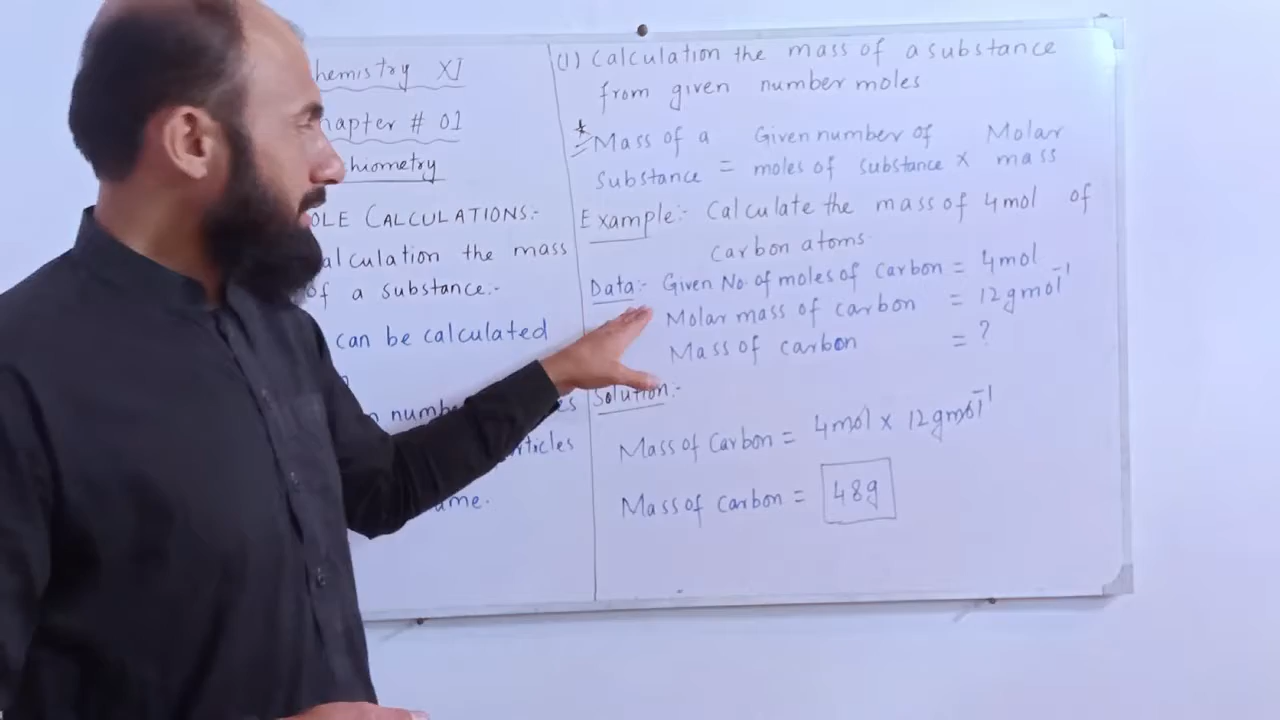 hemistry XI
hapter # 01
hiometry
OLE CALCULATIONS:-
alculation the mass
of a substance:-
can be calculated
number
rticles
ume.
(1) Calculation the mass of a substance
from given number moles
* Mass of a Given number of Molar
Substance = moles of substance × mass
Example:- Calculate the mass of 4mol of
carbon atoms.
Data:- Given No. of moles of carbon = 4mol
Molar mass of carbon = 12gmol⁻¹
Mass of carbon = ?
Solution:-
Mass of Carbon = 4mol × 12gmol⁻¹
Mass of carbon = 48g